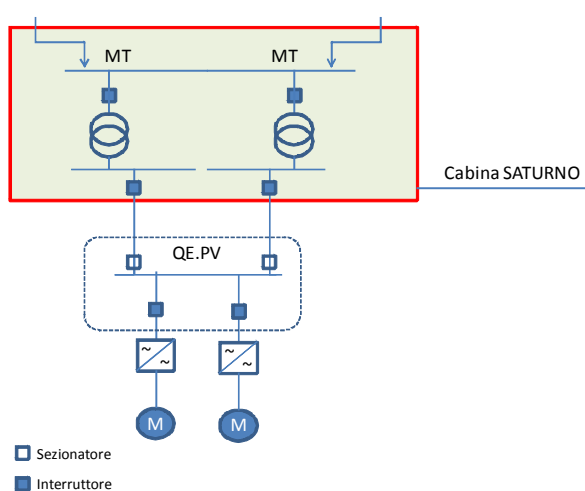 MT MT
Cabina SATURNO
QE.PV
~ ~
~ ~
M M
Sezionatore
Interruttore